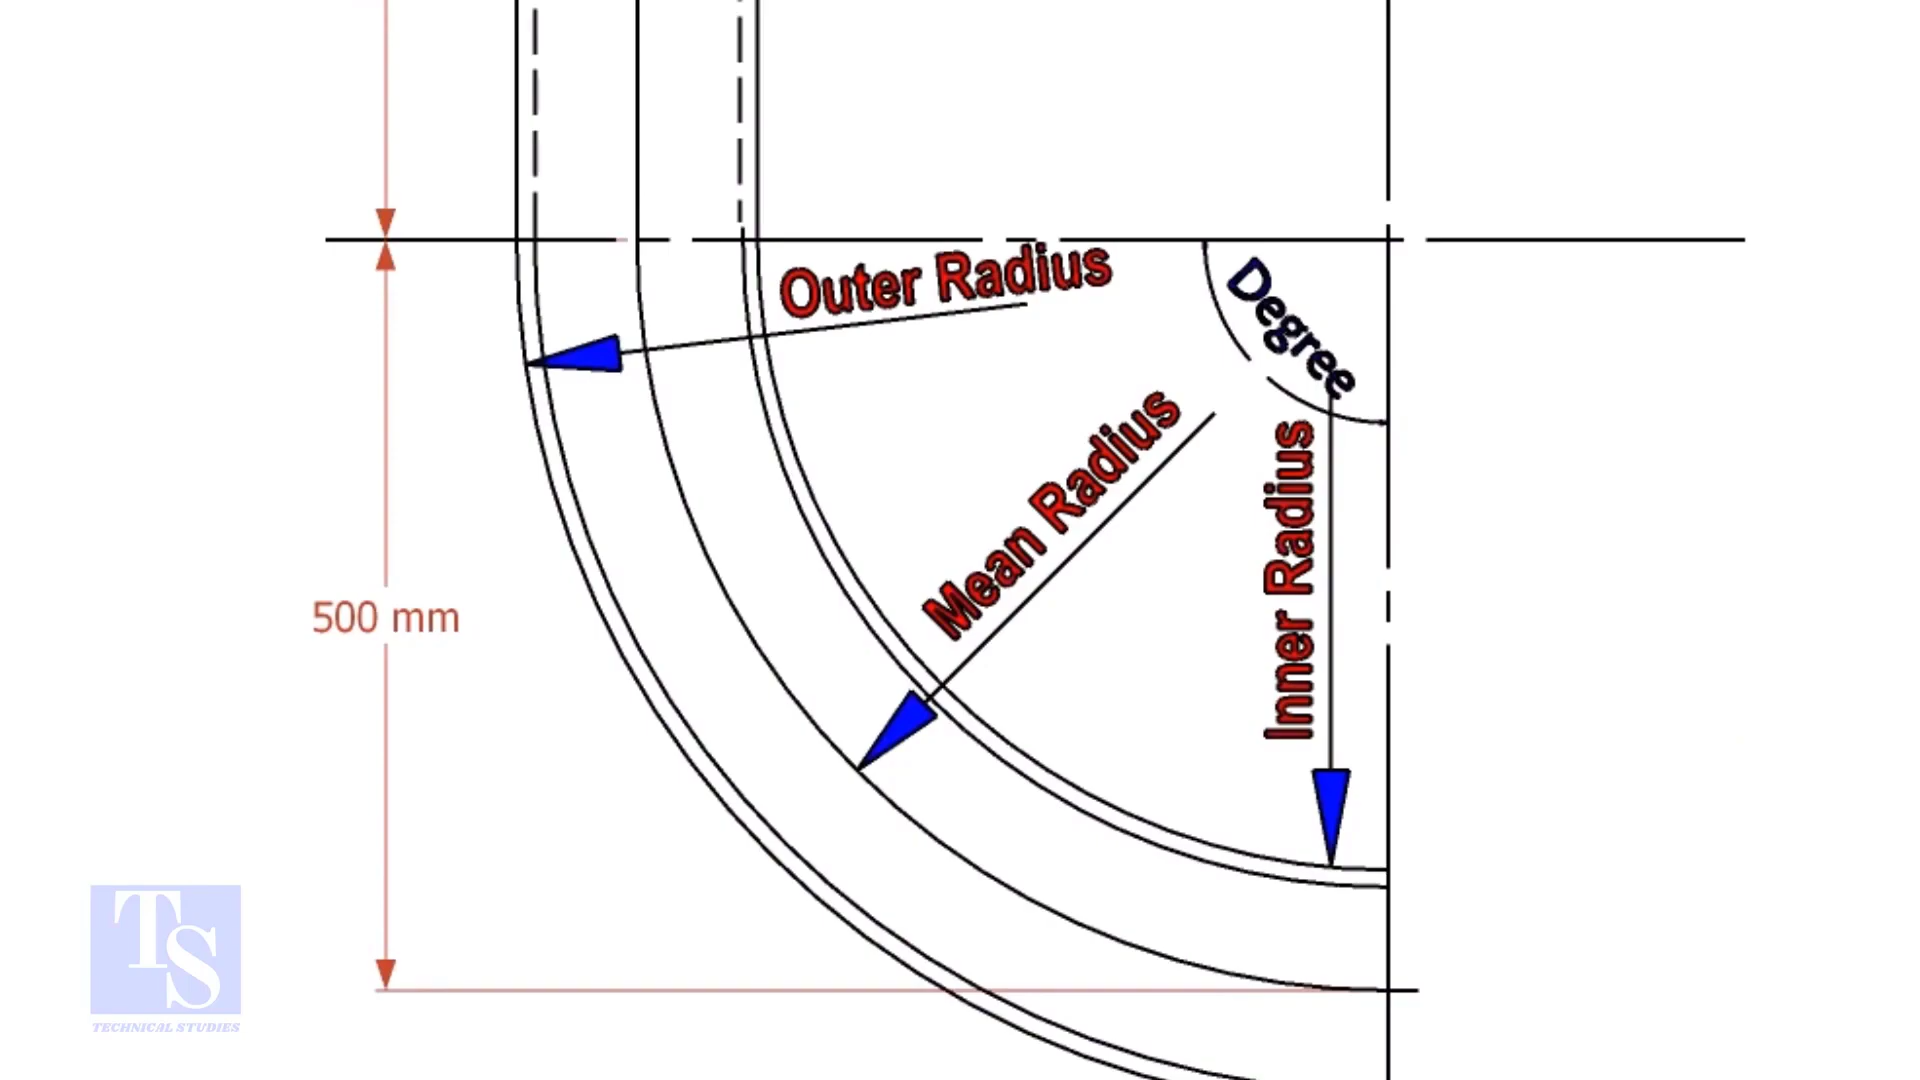 Outer Radius
Degree
Mean Radius
Inner Radius
500 mm
TS
TECHNICAL STUDIES